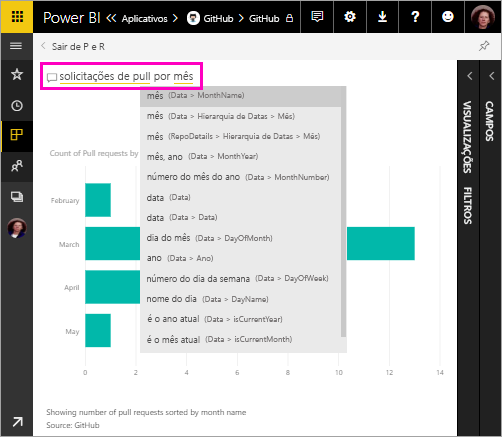 Power BI Aplicativos > GitHub > GitHub
Sair de P e R
solicitações de pull por mês
mês (Data > MonthName)
mês (Data > Hierarquia de Datas > Mês)
mês (RepoDetails > Hierarquia de Datas > Mês)
mês, ano (Data > MonthYear)
número do mês do ano (Data > MonthNumber)
data (Data)
data (Data > Data)
dia do mês (Data > DayOfMonth)
ano (Data > Ano)
número do dia da semana (Data > DayOfWeek)
nome do dia (Data > DayName)
é o ano atual (Data > isCurrentYear)
é o mês atual (Data > isCurrentMonth)
Count of Pull requests by
February
March
April
May
0 2 4 6 8 10 12 14
Showing number of pull requests sorted by month name
Source: GitHub
VISUALIZAÇÕES
FILTROS
CAMPOS